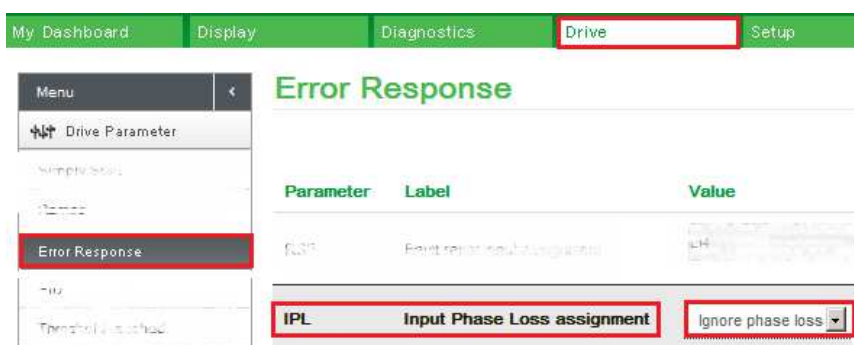 My Dashboard Display Diagnostics Drive Setup
Menu
Error Response
Drive Parameter
Parameter Label Value
Error Response
IPL Input Phase Loss assignment Ignore phase loss